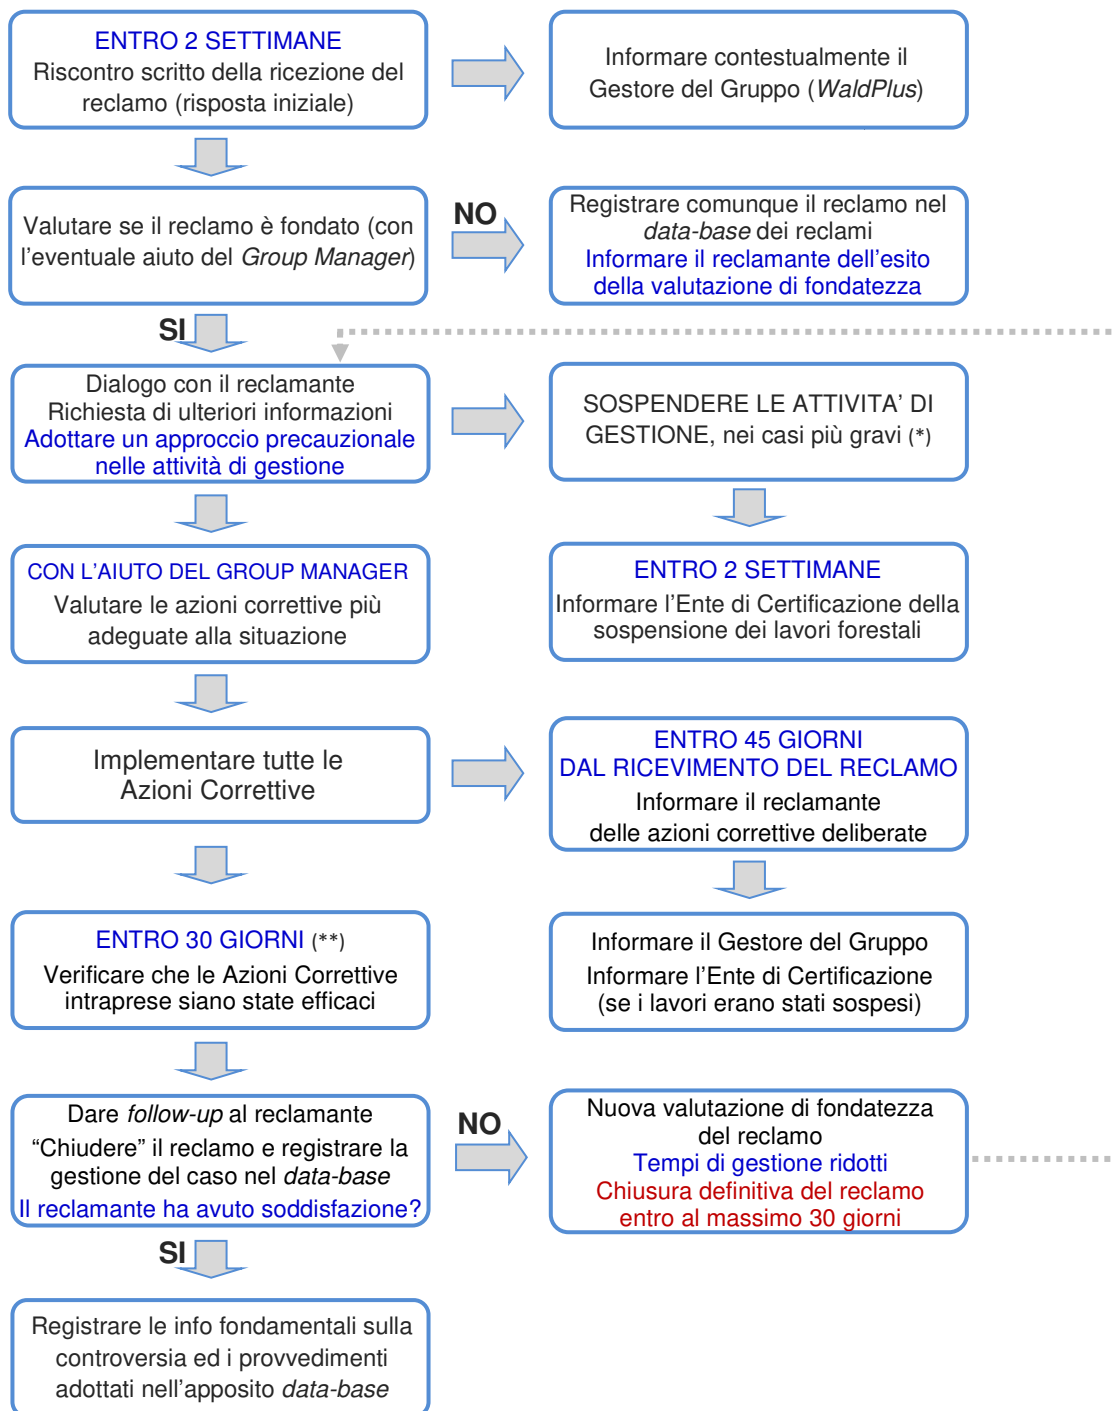 ENTRO 2 SETTIMANE
Riscontro scritto della ricezione del
reclamo (risposta iniziale)
Informare contestualmente il
Gestore del Gruppo (WaldPlus)
Valutare se il reclamo è fondato (con
l'eventuale aiuto del Group Manager)
NO
Registrare comunque il reclamo nel
data-base dei reclami
Informare il reclamante dell'esito
della valutazione di fondatezza
SI
Dialogo con il reclamante
Richiesta di ulteriori informazioni
Adottare un approccio precauzionale
nelle attività di gestione
SOSPENDERE LE ATTIVITA' DI
GESTIONE, nei casi più gravi (*)
CON L'AIUTO DEL GROUP MANAGER
Valutare le azioni correttive più
adeguate alla situazione
ENTRO 2 SETTIMANE
Informare l'Ente di Certificazione della
sospensione dei lavori forestali
Implementare tutte le
Azioni Correttive
ENTRO 45 GIORNI
DAL RICEVIMENTO DEL RECLAMO
Informare il reclamante
delle azioni correttive deliberate
ENTRO 30 GIORNI (**)
Verificare che le Azioni Correttive
intraprese siano state efficaci
Informare il Gestore del Gruppo
Informare l'Ente di Certificazione
(se i lavori erano stati sospesi)
Dare follow-up al reclamante
“Chiudere” il reclamo e registrare la
gestione del caso nel data-base
Il reclamante ha avuto soddisfazione?
NO
Nuova valutazione di fondatezza
del reclamo
Tempi di gestione ridotti
Chiusura definitiva del reclamo
entro al massimo 30 giorni
SI
Registrare le info fondamentali sulla
controversia ed i provvedimenti
adottati nell'apposito data-base